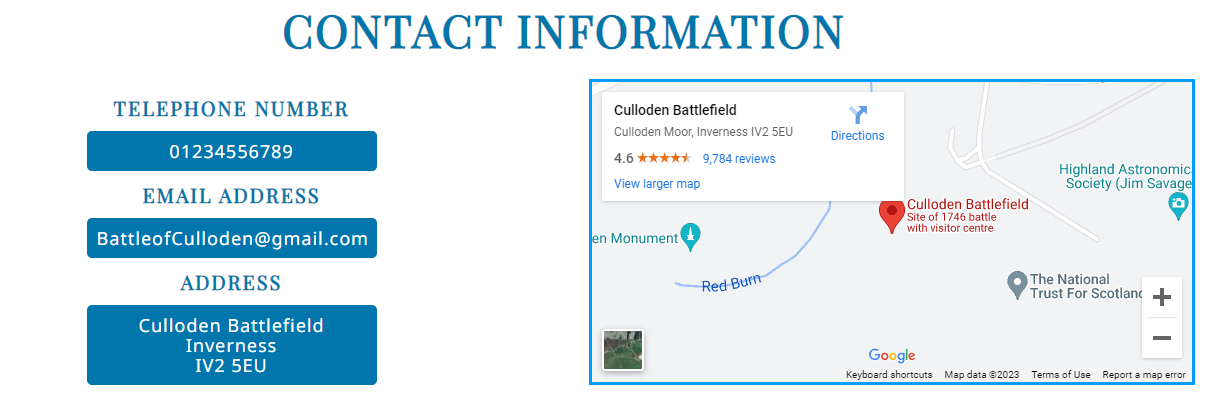 CONTACT INFORMATION
TELEPHONE NUMBER
01234556789
EMAIL ADDRESS
BattleofCulloden@gmail.com
ADDRESS
Culloden Battlefield
Inverness
IV2 5EU
Culloden Battlefield
Culloden Moor, Inverness IV2 5EU
Directions
4.6
9,784 reviews
View larger map
Highland Astronomic
Society (Jim Savage
Culloden Battlefield
Site of 1746 battle
with visitor centre
en Monument
Red Burn
The National
Trust For Scotland
Google
Keyboard shortcuts
Map data ©2023
Terms of Use
Report a map error